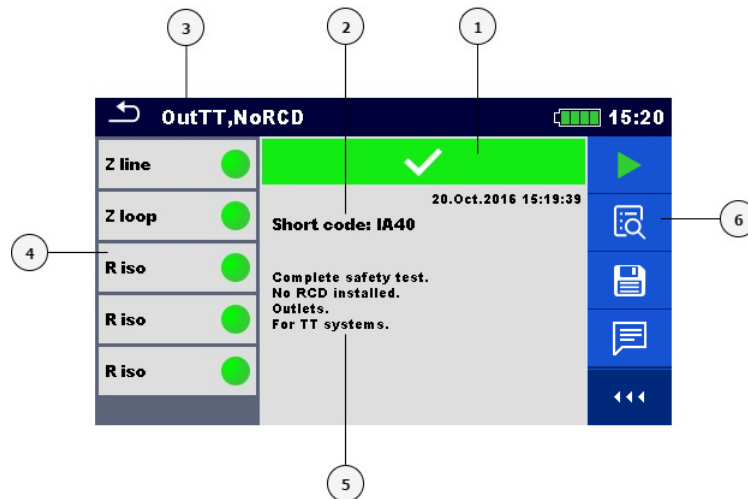 3
2
1
OutTT,NoRCD
15:20
Z line
Z loop
R iso
R iso
R iso
20.Oct.2016 15:19:39
Short code: IA40
Complete safety test.
No RCD installed.
Outlets.
For TT systems.
4
6
5